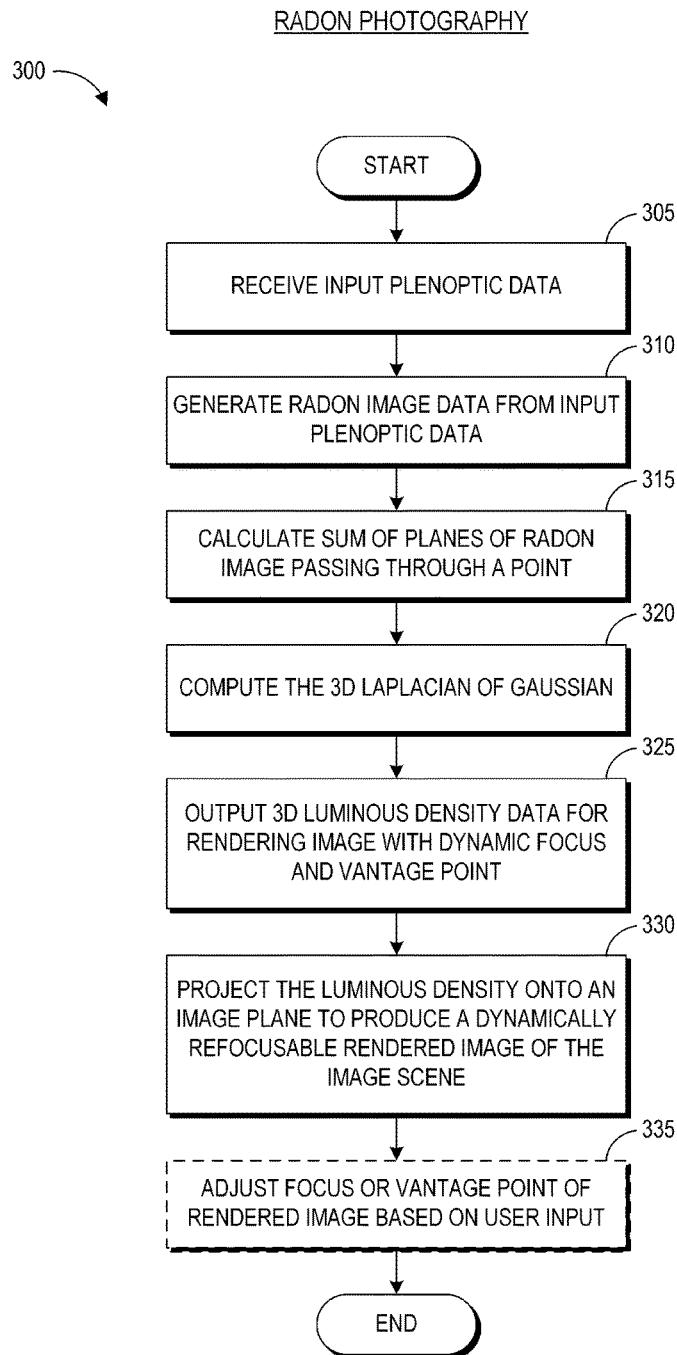 RADON PHOTOGRAPHY
300
START
305
RECEIVE INPUT PLENOPTIC DATA
310
GENERATE RADON IMAGE DATA FROM INPUT
PLENOPTIC DATA
315
CALCULATE SUM OF PLANES OF RADON
IMAGE PASSING THROUGH A POINT
320
COMPUTE THE 3D LAPLACIAN OF GAUSSIAN
325
OUTPUT 3D LUMINOUS DENSITY DATA FOR
RENDERING IMAGE WITH DYNAMIC FOCUS
AND VANTAGE POINT
330
PROJECT THE LUMINOUS DENSITY ONTO AN
IMAGE PLANE TO PRODUCE A DYNAMICALLY
REFOCUSABLE RENDERED IMAGE OF THE
IMAGE SCENE
335
ADJUST FOCUS OR VANTAGE POINT OF
RENDERED IMAGE BASED ON USER INPUT
END